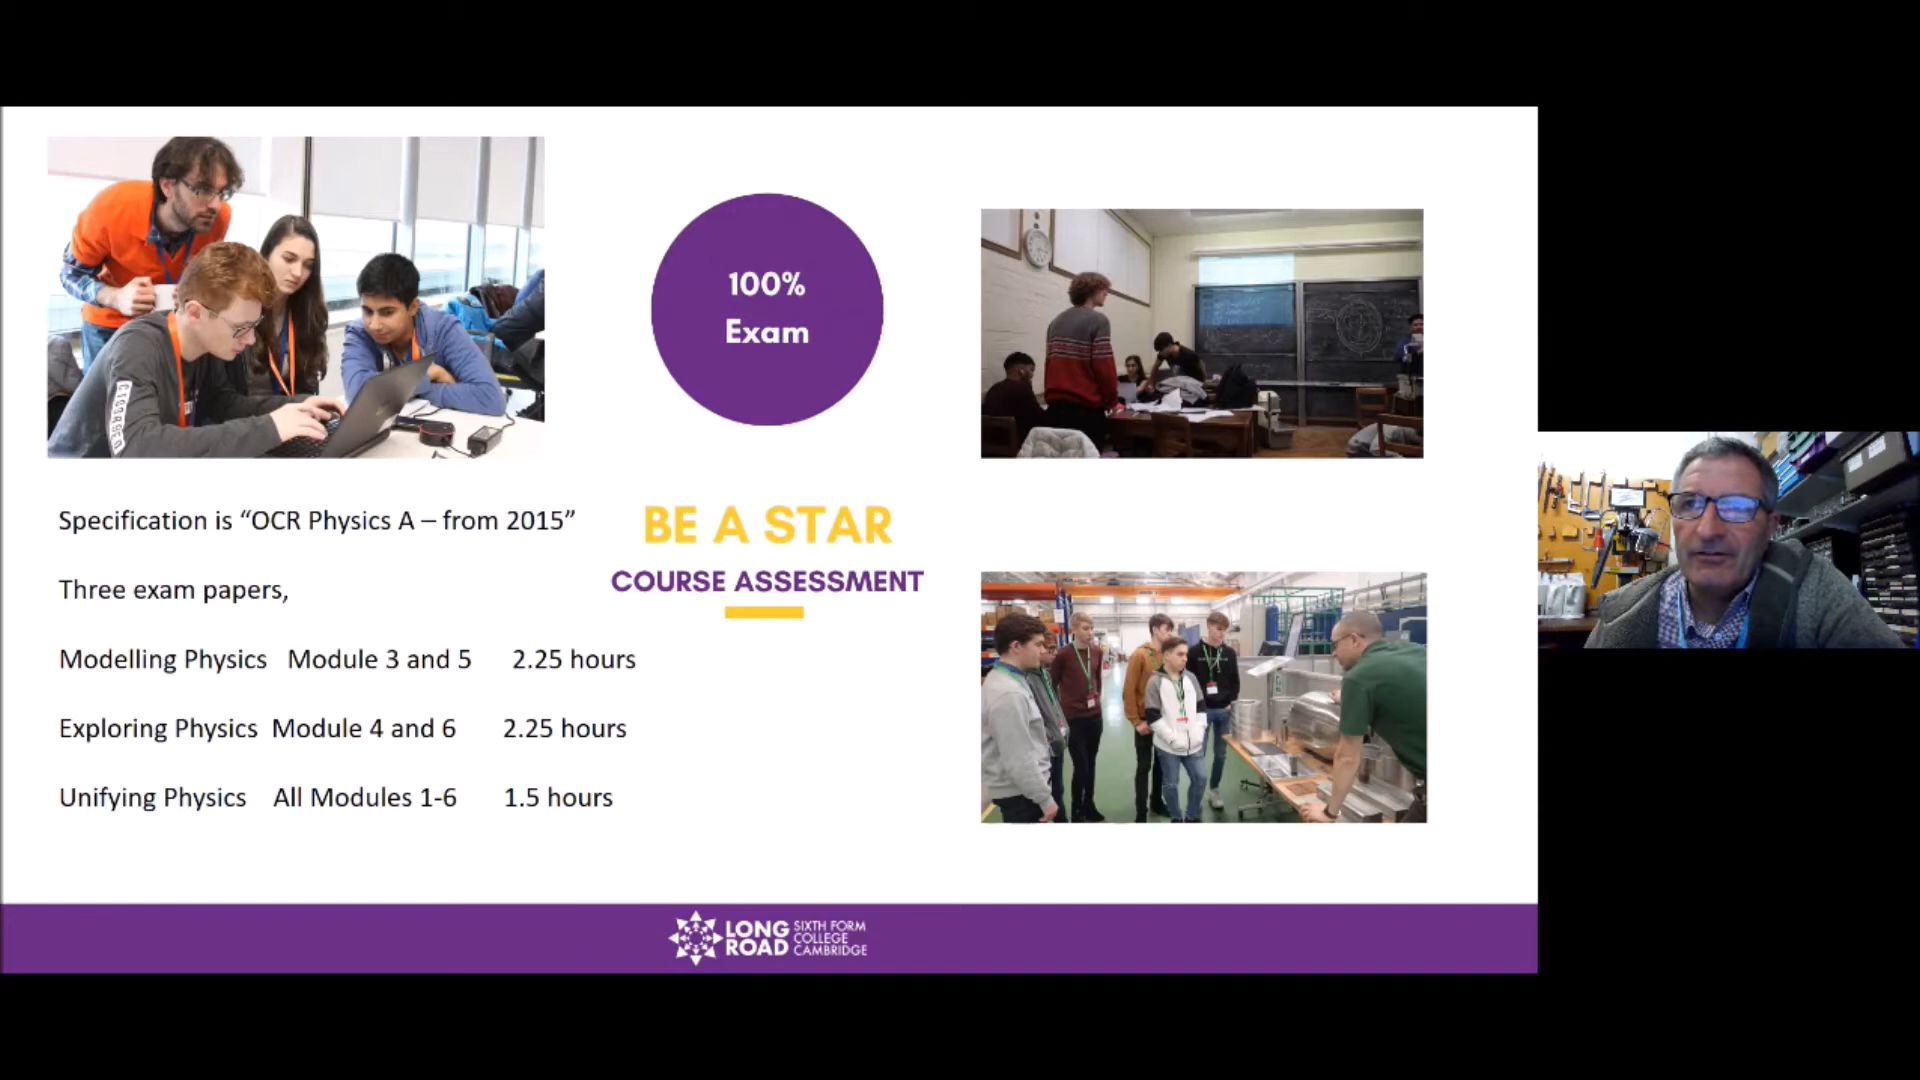 100%
Exam
Specification is “OCR Physics A – from 2015”
Three exam papers,
Modelling Physics Module 3 and 5 2.25 hours
Exploring Physics Module 4 and 6 2.25 hours
Unifying Physics All Modules 1-6 1.5 hours
BE A STAR
COURSE ASSESSMENT
LONG ROAD
SIXTH FORM
COLLEGE
CAMBRIDGE